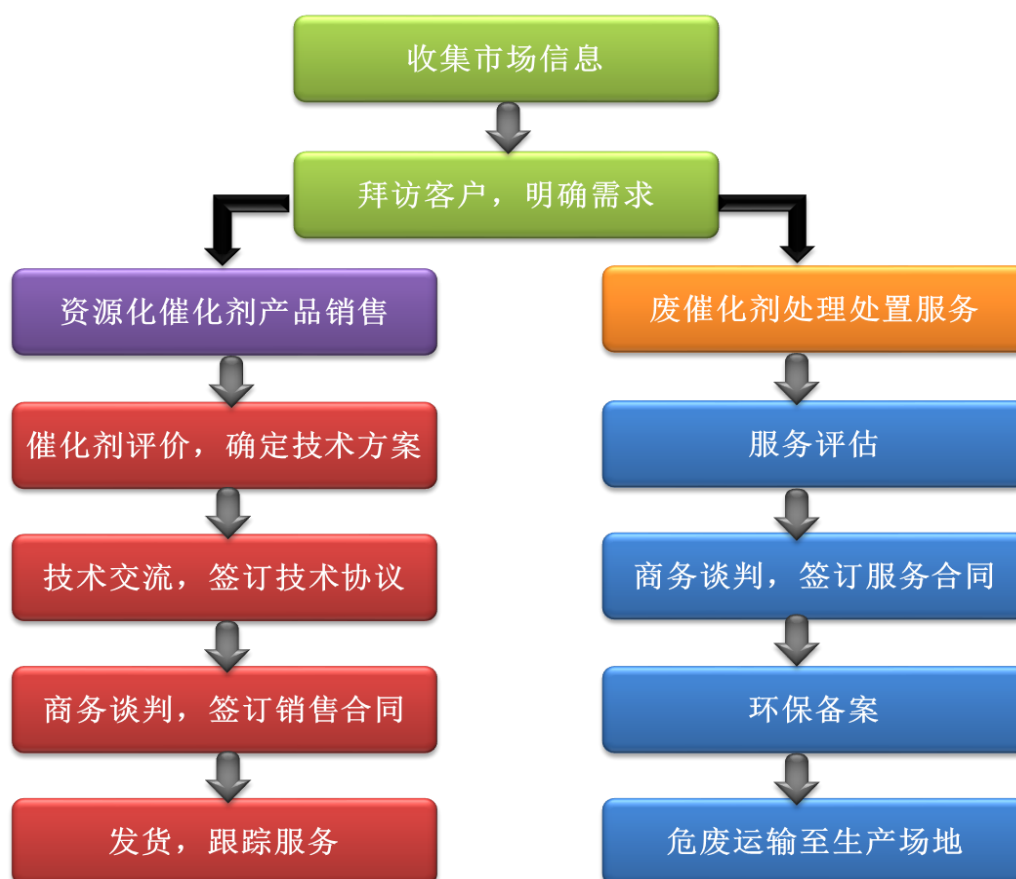 收集市场信息
拜访客户，明确需求
资源化催化剂产品销售
催化剂评价，确定技术方案
技术交流，签订技术协议
商务谈判，签订销售合同
发货，跟踪服务
废催化剂处理处置服务
服务评估
商务谈判，签订服务合同
环保备案
危废运输至生产场地